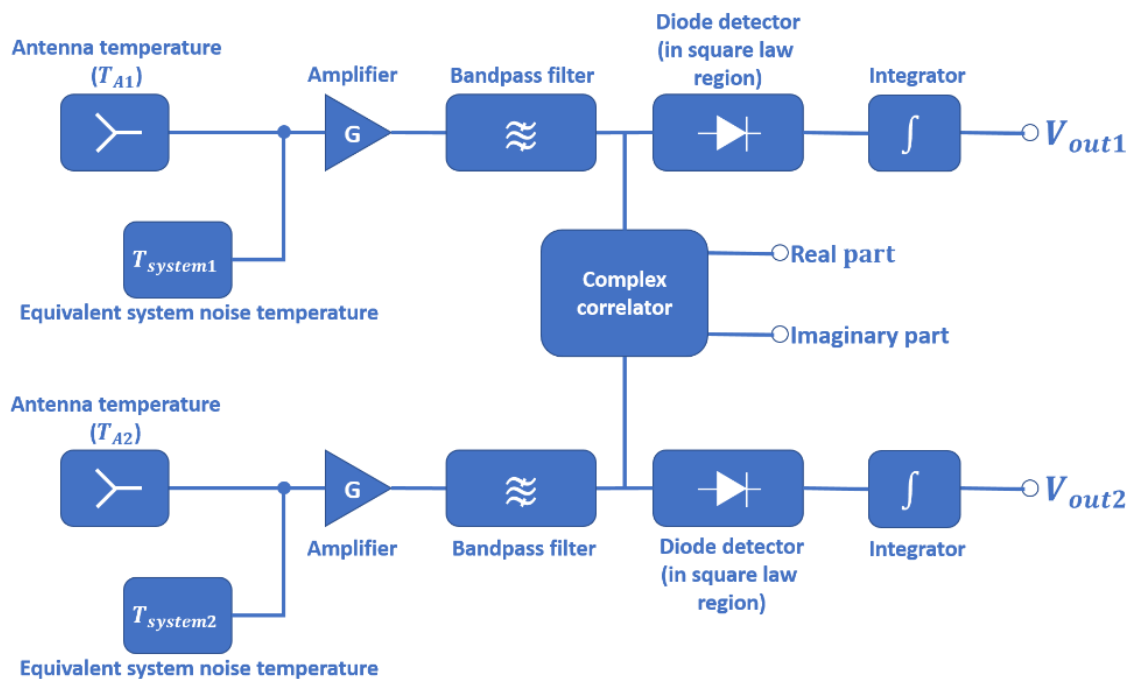 Antenna temperature
(T_{A1})
Amplifier
G
Bandpass filter
Diode detector
(in square law
region)
Integrator
∫
V_{out1}
T_{system1}
Equivalent system noise temperature
Complex
correlator
Real part
Imaginary part
Antenna temperature
(T_{A2})
G
Amplifier
Bandpass filter
Diode detector
(in square law
region)
∫
Integrator
V_{out2}
T_{system2}
Equivalent system noise temperature